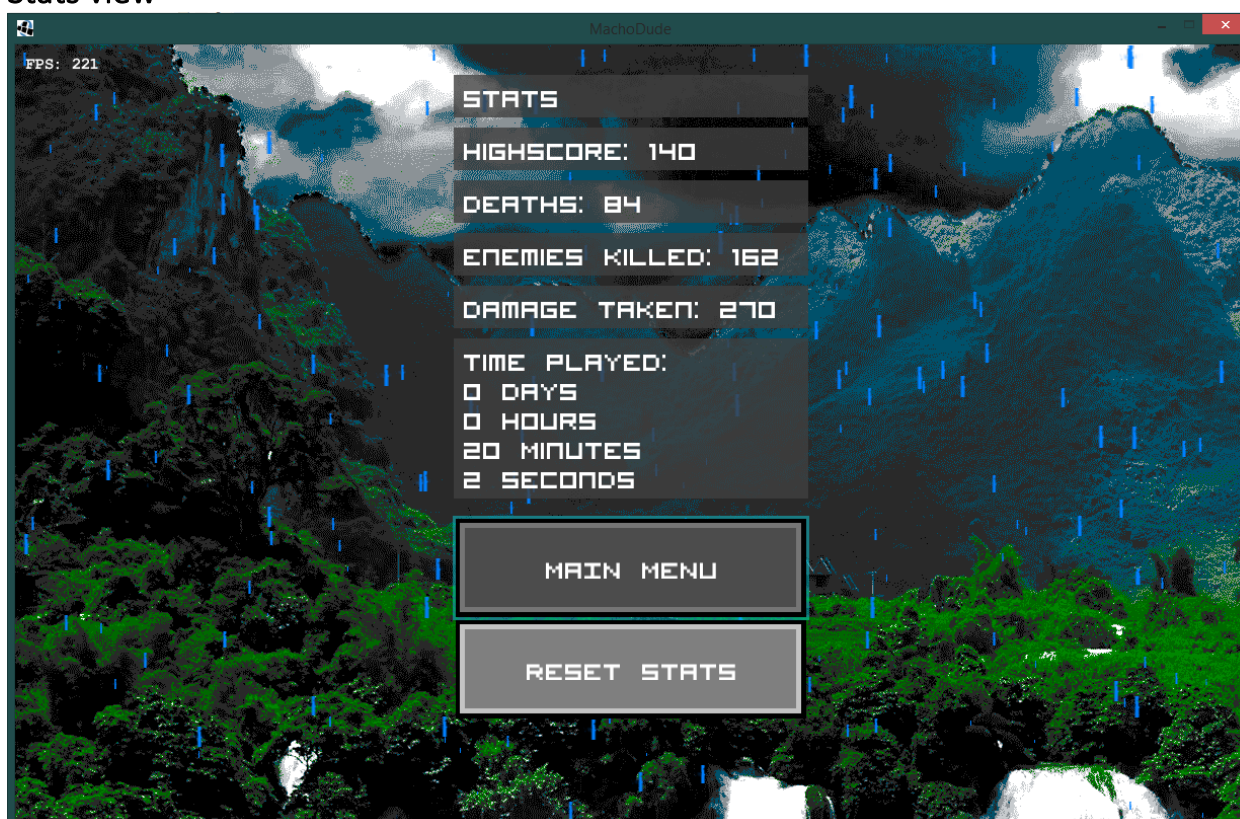 Stats view
MachoDude
FPS: 221
STATS
HIGHSCORE: 140
DEATHS: 84
ENEMIES KILLED: 162
DAMAGE TAKEN: 270
TIME PLAYED:
0 DAYS
0 HOURS
20 MINUTES
2 SECONDS
MAIN MENU
RESET STATS